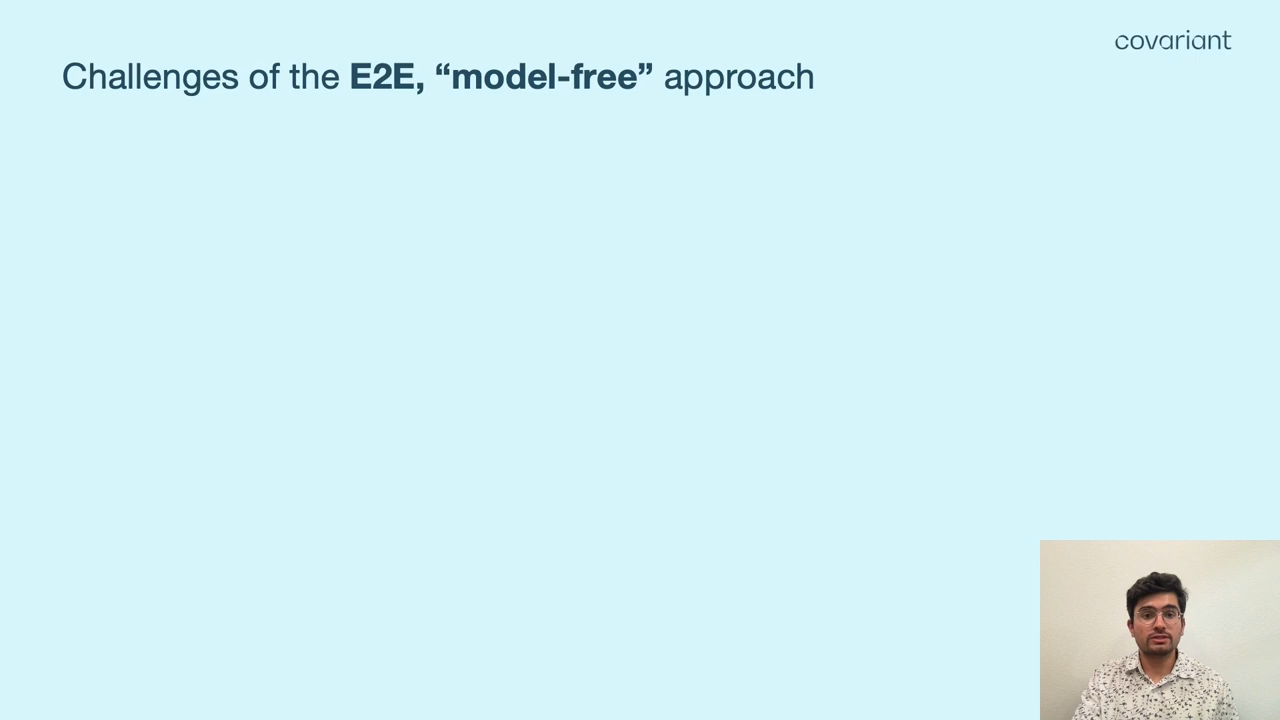 covariant
Challenges of the E2E, “model-free” approach